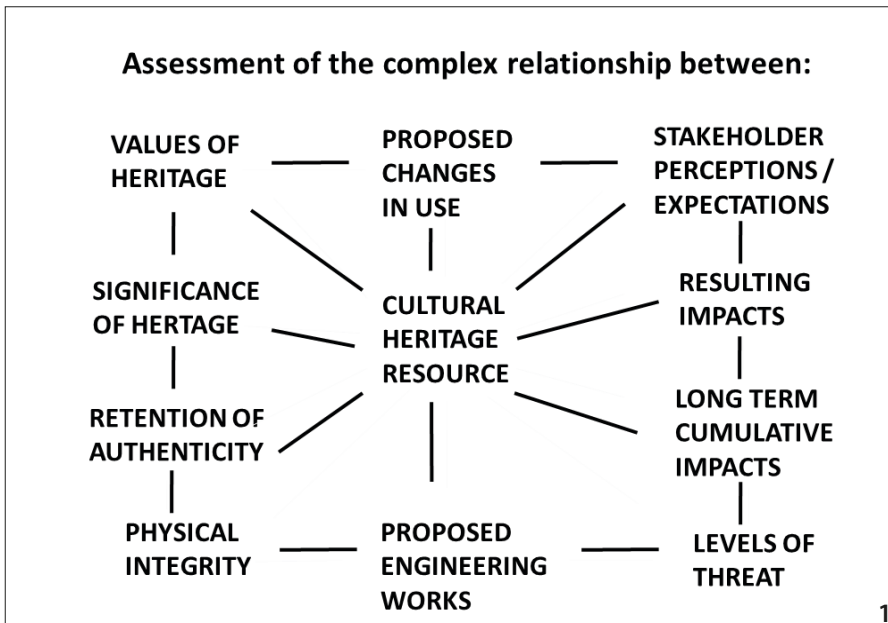 Assessment of the complex relationship between:
VALUES OF
HERITAGE
PROPOSED
CHANGES
IN USE
STAKEHOLDER
PERCEPTIONS /
EXPECTATIONS
SIGNIFICANCE
OF HERTAGE
CULTURAL
HERITAGE
RESOURCE
RESULTING
IMPACTS
RETENTION OF
AUTHENTICITY
LONG TERM
CUMULATIVE
IMPACTS
PHYSICAL
INTEGRITY
PROPOSED
ENGINEERING
WORKS
LEVELS OF
THREAT
1